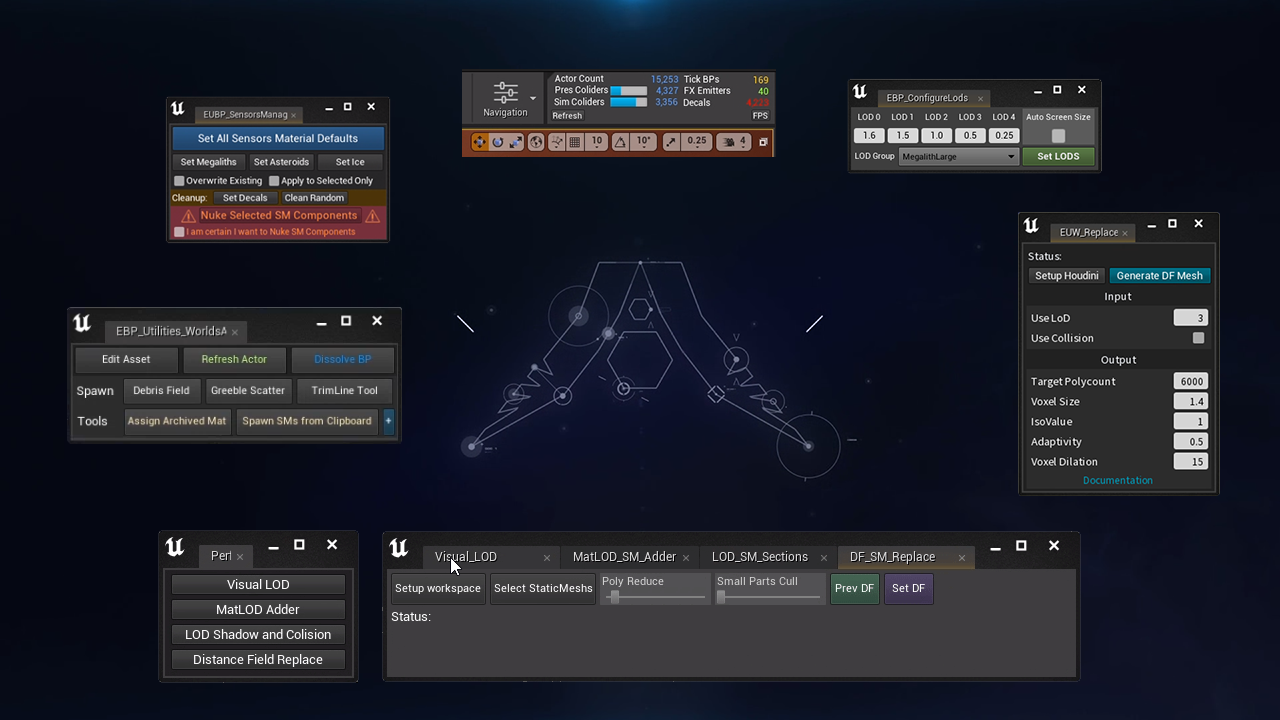 Actor Count 15,253 Tick BPs 169
Pres Coliders 4,327 FX Emitters 40
Sim Coliders 3,356 Decals 4,223
Navigation Refresh FPS
10 10° 0.25 4
EUBP_SensorsManag
Set All Sensors Material Defaults
Set Megaliths Set Asteroids Set Ice
Overwrite Existing Apply to Selected Only
Cleanup: Set Decals Clean Random
Nuke Selected SM Components
I am certain I want to Nuke SM Components
EBP_ConfigureLods
LOD 0 LOD 1 LOD 2 LOD 3 LOD 4 Auto Screen Size
1.6 1.5 1.0 0.5 0.25
LOD Group MegalithLarge Set LODS
EUW_Replace
Status:
Setup Houdini Generate DF Mesh
Input
Use LoD 3
Use Collision
Output
Target Polycount 6000
Voxel Size 1.4
IsoValue 1
Adaptivity 0.5
Voxel Dilation 15
Documentation
EBP_Utilities_WorldsA
Edit Asset Refresh Actor Dissolve BP
Spawn Debris Field Greeble Scatter TrimLine Tool
Tools Assign Archived Mat Spawn SMs from Clipboard +
Perl
Visual LOD
MatLOD Adder
LOD Shadow and Colision
Distance Field Replace
Visual_LOD MatLOD_SM_Adder LOD_SM_Sections DF_SM_Replace
Setup workspace Select StaticMeshs Poly Reduce Small Parts Cull Prev DF Set DF
Status: